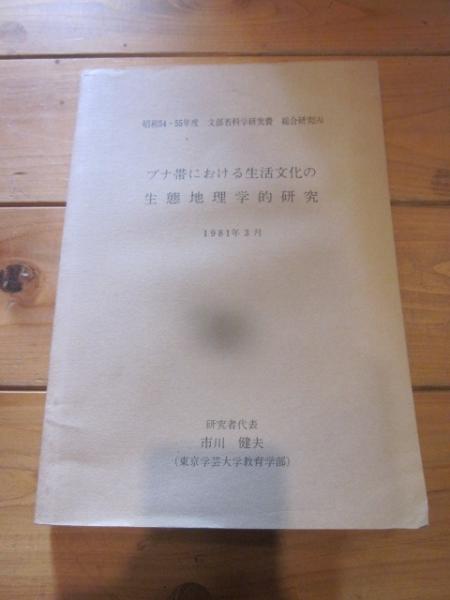 昭和54・55年度 文部省科学研究費 総合研究(A)
ブナ帯における生活文化の
生態地理学的研究
1981年3月
研究者代表
市川 健夫
(東京学芸大学教育学部)